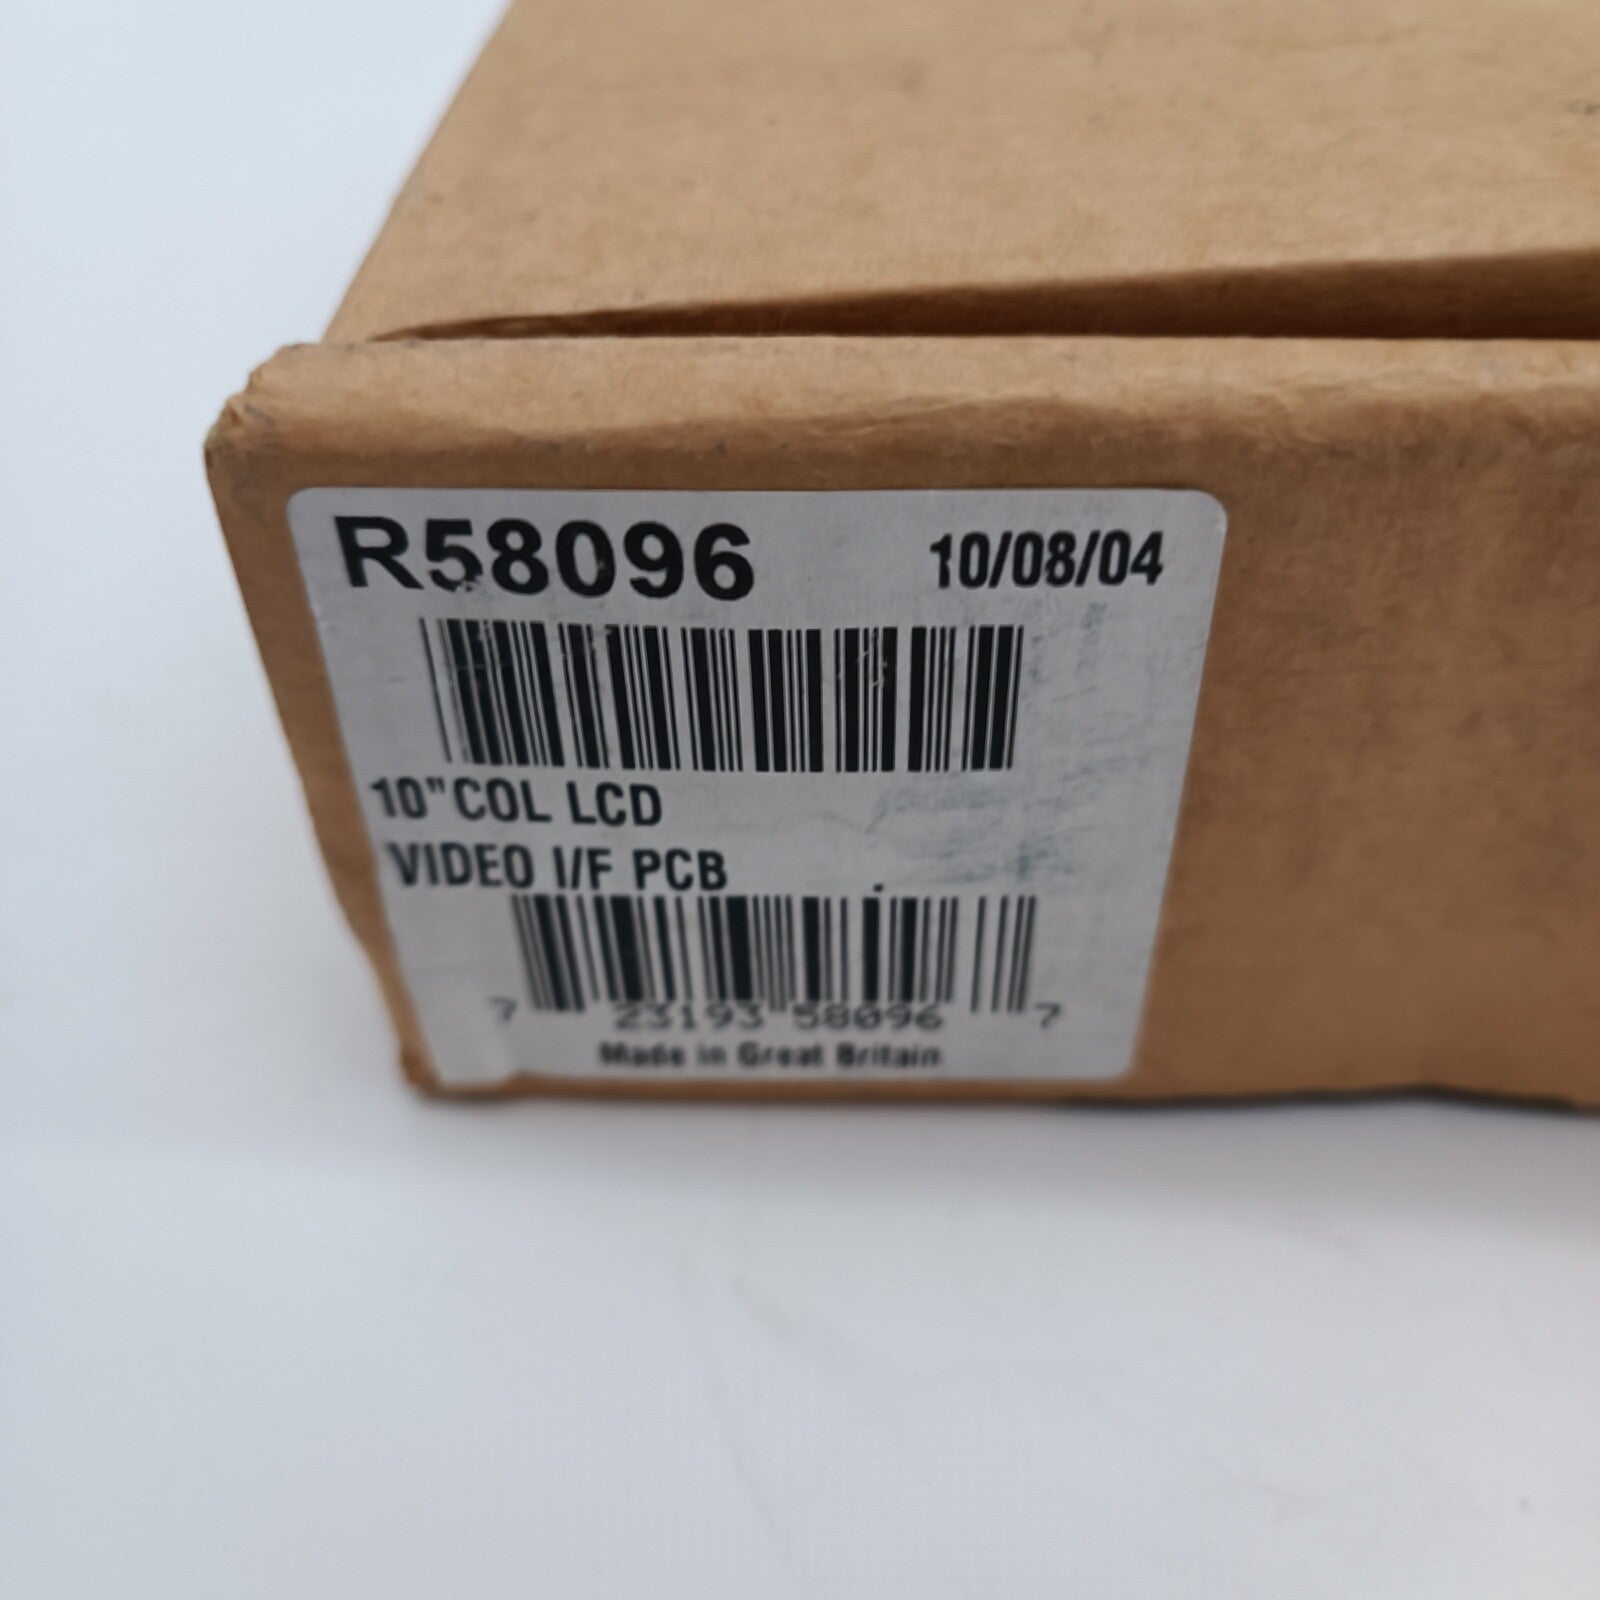 R58096 10/08/04
10" COL LCD
VIDEO I/F PCB
7 23193 58096 7
Made in Great Britain